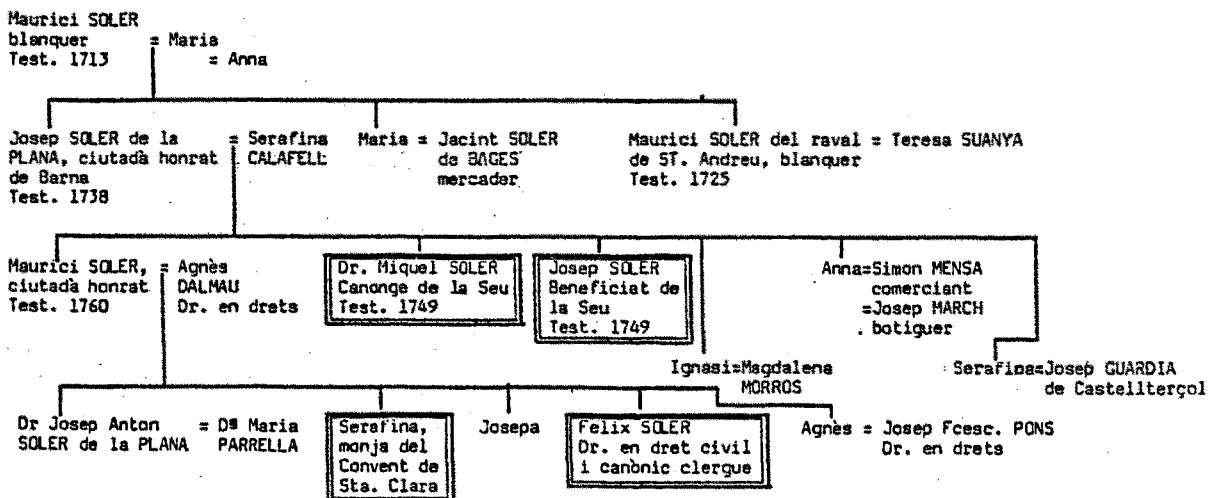 Maurici SOLER
blanquer = Maria
Test. 1713 = Anna
Josep SOLER de la = Serafina
PLANA, ciutadà honrat CALAFELL
de Barna
Test. 1738
Maria = Jacint SOLER
de BAGES
mercader
Maurici SOLER del raval = Teresa SUANYA
de ST. Andreu, blanquer
Test. 1725
Maurici SOLER, = Agnès
ciutadà honrat DALMAU
Test. 1760 Dr. en drets
Dr. Miquel SOLER
Canonge de la Seu
Test. 1749
Josep SOLER
Beneficiat de
la Seu
Test. 1749
Ignasi=Magdalena
MORROS
Anna=Simon MENSA
comerciant
=Josep MARCH
botiguer
Serafina=Josep GUARDIA
de Castellterçol
Dr Josep Anton = Dª Maria
SOLER de la PLANA PARRELLA
Serafina,
monja del
Convent de
Sta. Clara
Josepa
Felix SOLER
Dr. en dret civil
i canònic clergue
Agnes = Josep Fcesc. PONS
Dr. en drets